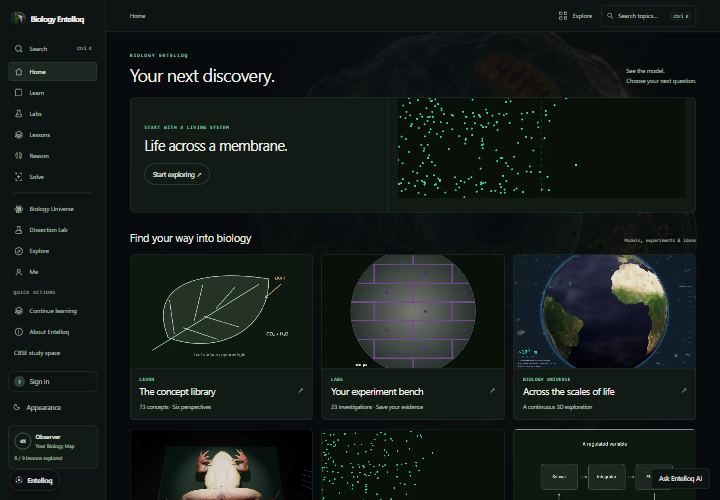 Biology Entelloq
Search Ctrl K
Home
Learn
Labs
Lessons
Reason
Solve
Biology Universe
Dissection Lab
Explore
Me
QUICK ACTIONS
Continue learning
About Entelloq
CBSE study space
? Sign in
Appearance
Observer
Your Biology Map
0 / 9 lessons explored
Entelloq
Home
Explore
Search topics... Ctrl K
BIOLOGY ENTELLOQ
Your next discovery.
See the model.
Choose your next question.
START WITH A LIVING SYSTEM
Life across a membrane.
Start exploring ↗
Find your way into biology
Models, experiments & ideas
LIGHT
CO₂ + H₂O
LEARN
The concept library ↗
73 concepts · Six perspectives
LABS
Your experiment bench ↗
23 investigations · Save your evidence
BIOLOGY UNIVERSE
Across the scales of life ↗
A continuous 3D exploration
A regulated variable
Sensor
Integrator
Ask Entelloq AI